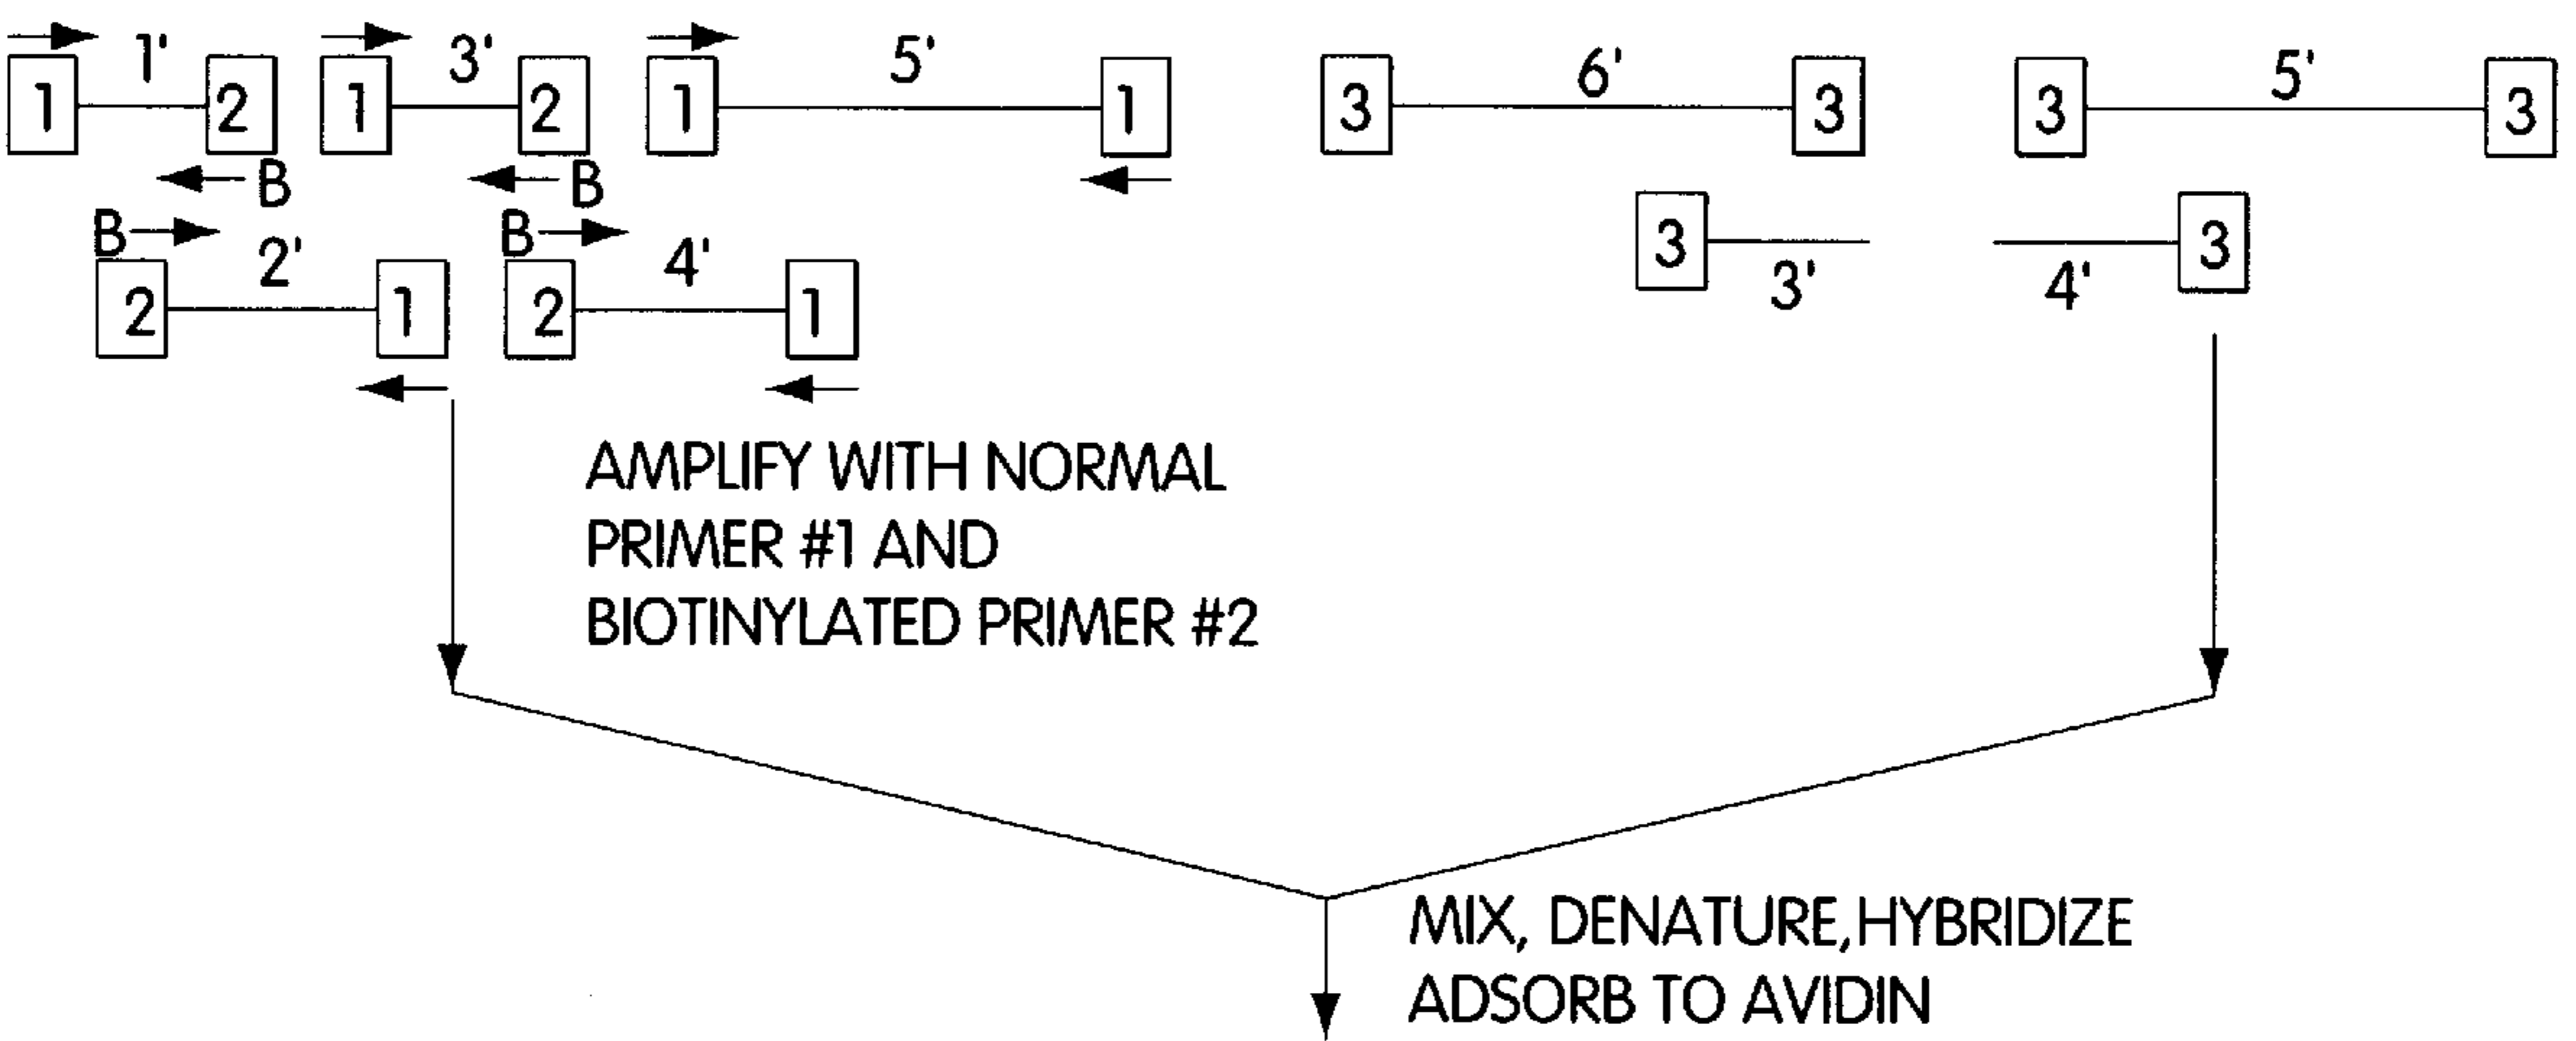 1' 3' 5' 6' 5'
1 2 1 2 1 1 3 3 3 3
B B
B B
2' 4' 3 3
3' 4'
2 1 2 1
AMPLIFY WITH NORMAL
PRIMER #1 AND
BIOTINYLATED PRIMER #2
MIX, DENATURE,HYBRIDIZE
ADSORB TO AVIDIN